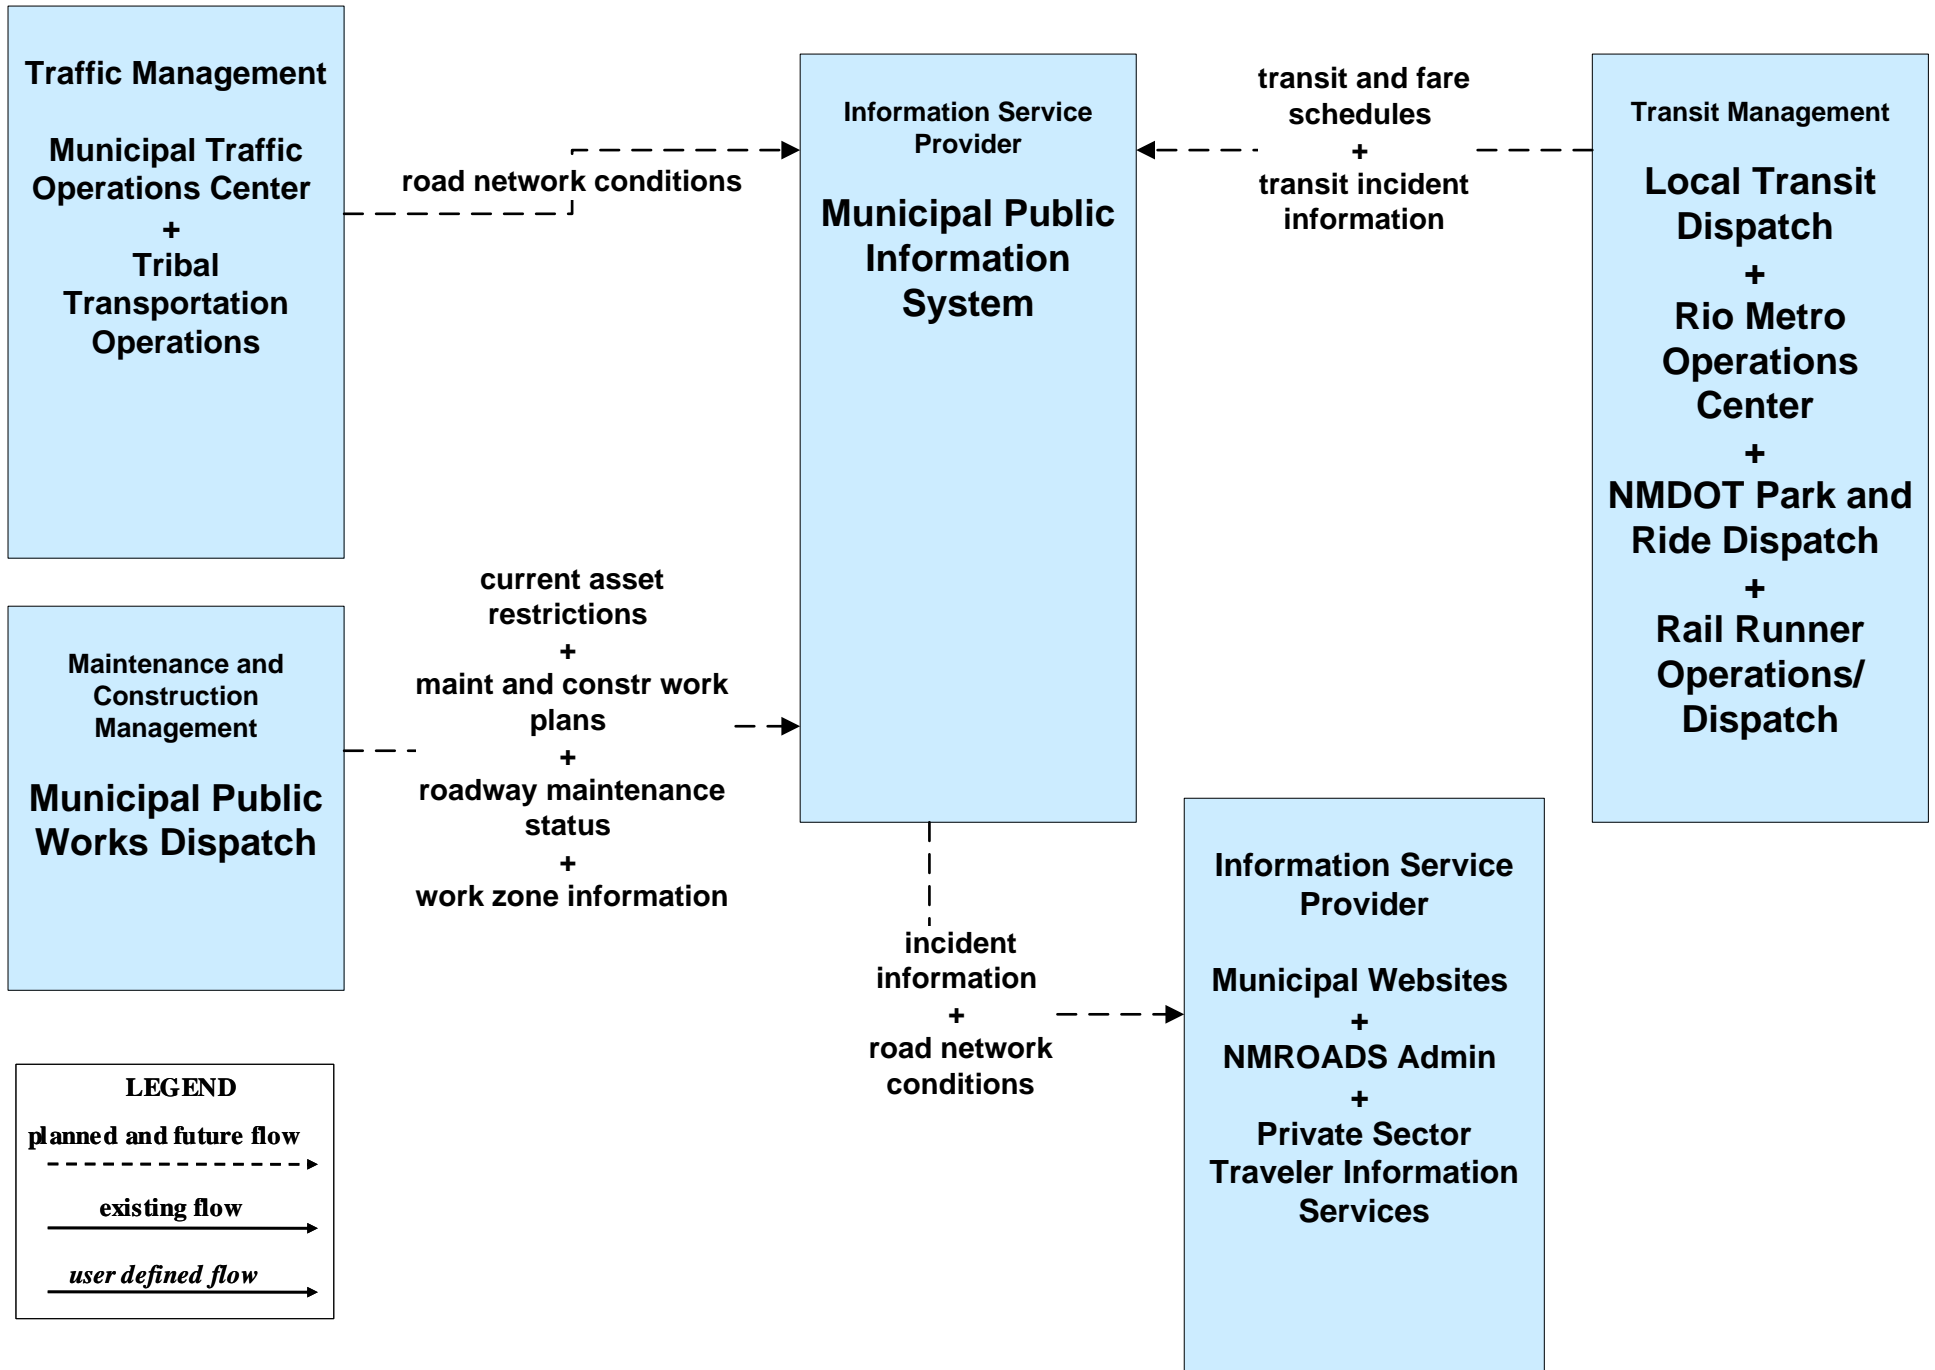 Traffic Management
Municipal Traffic
Operations Center
+
Tribal
Transportation
Operations
road network conditions
Information Service
Provider
Municipal Public
Information
System
transit and fare
schedules
+
transit incident
information
Transit Management
Local Transit
Dispatch
+
Rio Metro
Operations
Center
+
NMDOT Park and
Ride Dispatch
+
Rail Runner
Operations/
Dispatch
Maintenance and
Construction
Management
Municipal Public
Works Dispatch
current asset
restrictions
+
maint and constr work
plans
+
roadway maintenance
status
+
work zone information
incident
information
+
road network
conditions
Information Service
Provider
Municipal Websites
+
NMROADS Admin
+
Private Sector
Traveler Information
Services
LEGEND
planned and future flow
existing flow
user defined flow